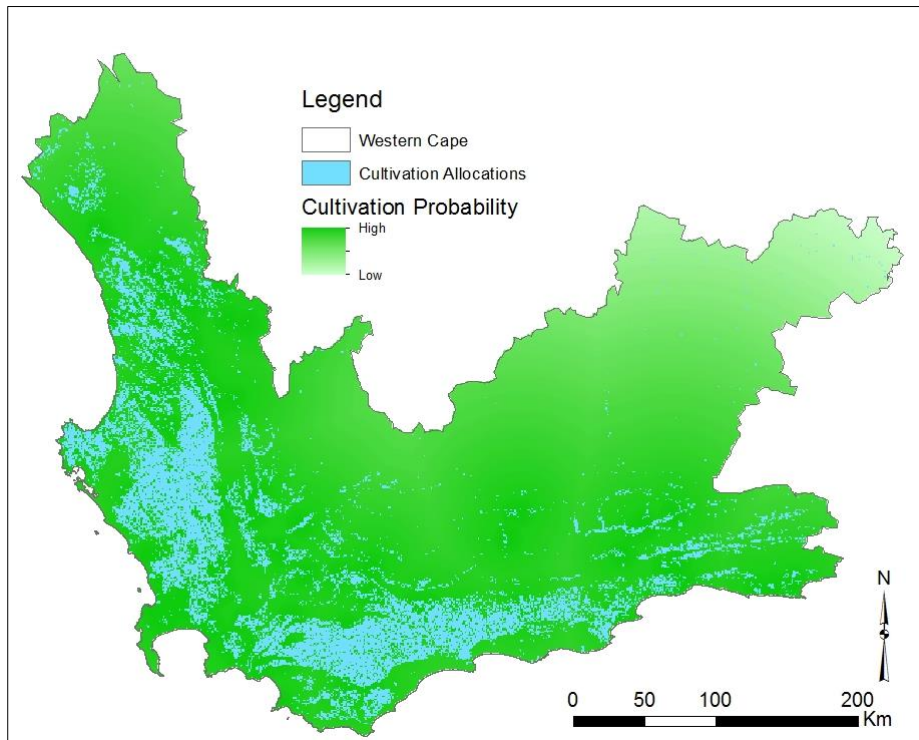 Legend
Western Cape
Cultivation Allocations
Cultivation Probability
High
Low
N
0 50 100 200
Km